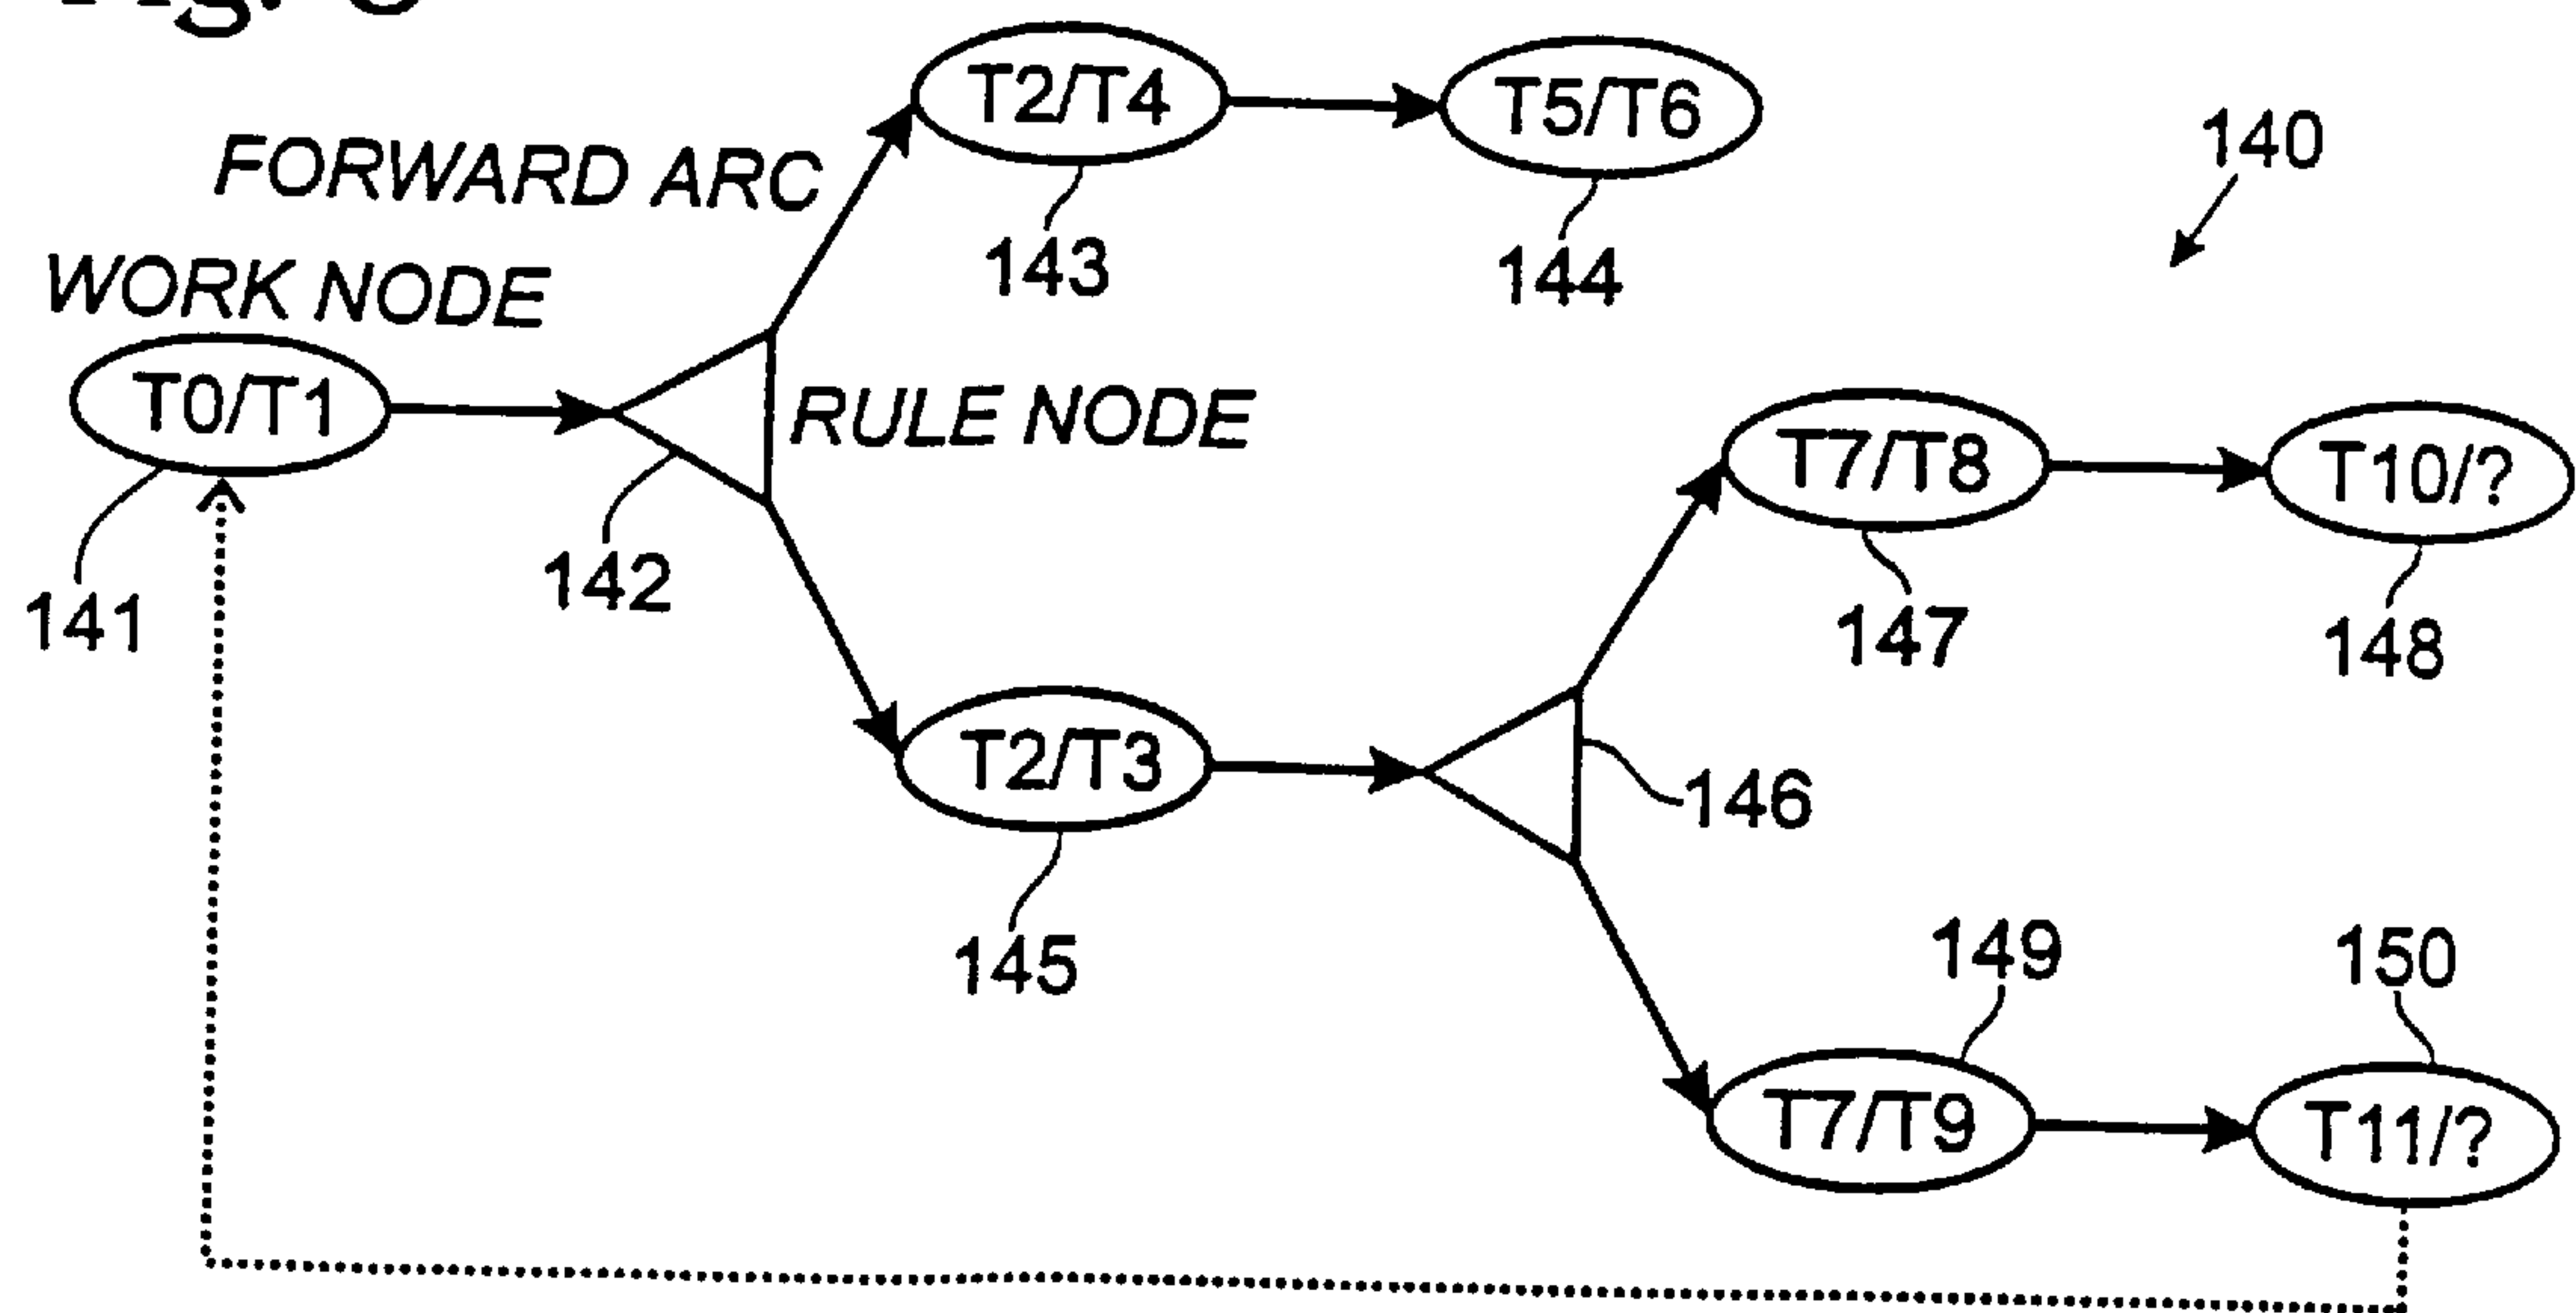 T2/T4
T5/T6
140
FORWARD ARC
143
144
WORK NODE
T0/T1
RULE NODE
T7/T8
T10/?
142
141
147
148
T2/T3
146
145
149
150
T7/T9
T11/?